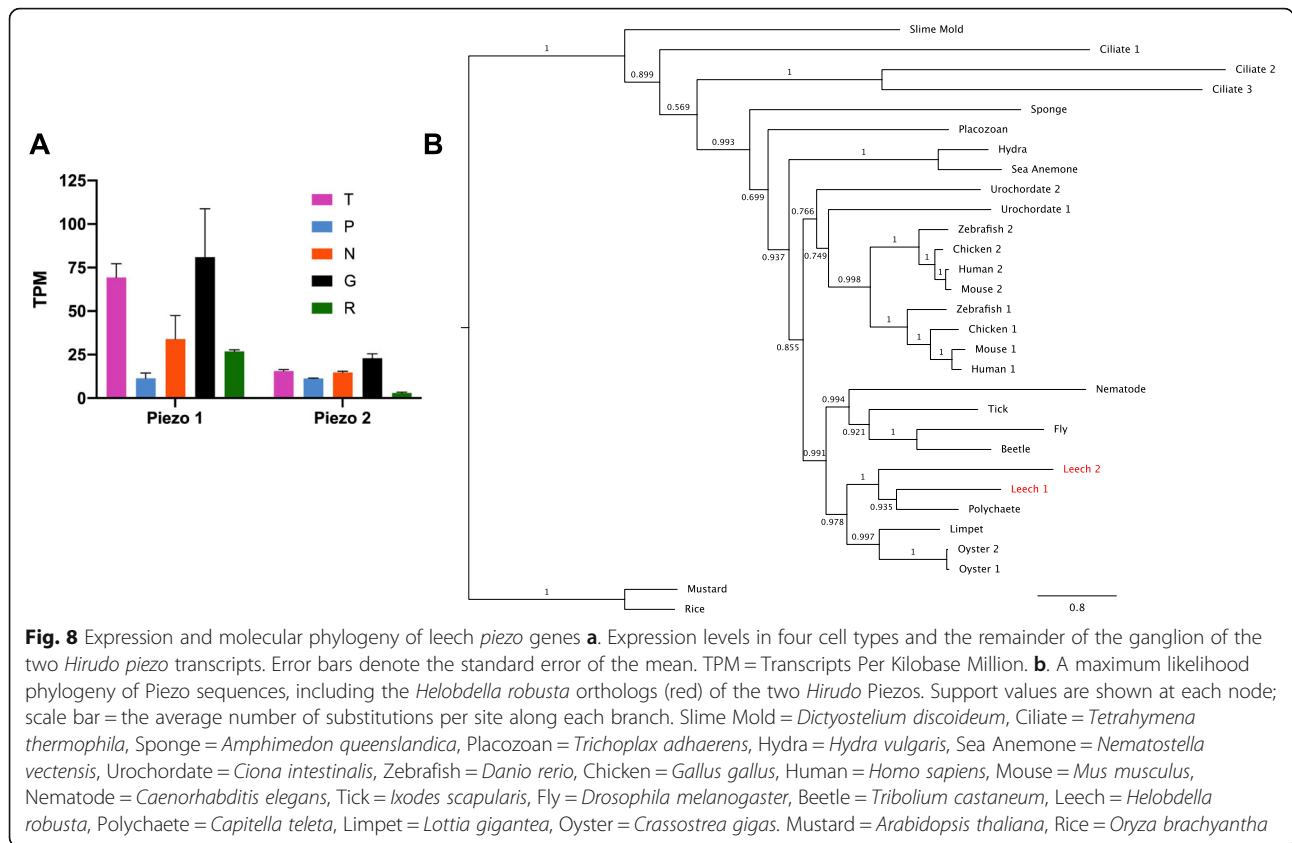 A
B
125
100
75
50
25
0
TPM
T
P
N
G
R
Piezo 1
Piezo 2
Slime Mold
1
Ciliate 1
0.899
Ciliate 2
1
Ciliate 3
0.569
Sponge
0.993
Placozoan
0.699
Hydra
1
Sea Anemone
0.937
Urochordate 2
0.766
Urochordate 1
0.749
Zebrafish 2
1
Chicken 2
1
Human 2
1
Mouse 2
0.998
Zebrafish 1
1
Chicken 1
1
Mouse 1
1
Human 1
0.855
Nematode
0.994
Tick
0.921
Fly
1
Beetle
0.991
Leech 2
1
Leech 1
0.935
Polychaete
0.978
Limpet
0.997
Oyster 2
1
Oyster 1
Mustard
1
Rice
0.8
Fig. 8 Expression and molecular phylogeny of leech piezo genes a. Expression levels in four cell types and the remainder of the ganglion of the
two Hirudo piezo transcripts. Error bars denote the standard error of the mean. TPM = Transcripts Per Kilobase Million. b. A maximum likelihood
phylogeny of Piezo sequences, including the Helobdella robusta orthologs (red) of the two Hirudo Piezos. Support values are shown at each node;
scale bar = the average number of substitutions per site along each branch. Slime Mold = Dictyostelium discoideum, Ciliate = Tetrahymena
thermophila, Sponge = Amphimedon queenslandica, Placozoan = Trichoplax adhaerens, Hydra = Hydra vulgaris, Sea Anemone = Nematostella
vectensis, Urochordate = Ciona intestinalis, Zebrafish = Danio rerio, Chicken = Gallus gallus, Human = Homo sapiens, Mouse = Mus musculus,
Nematode = Caenorhabditis elegans, Tick = Ixodes scapularis, Fly = Drosophila melanogaster, Beetle = Tribolium castaneum, Leech = Helobdella
robusta, Polychaete = Capitella teleta, Limpet = Lottia gigantea, Oyster = Crassostrea gigas. Mustard = Arabidopsis thaliana, Rice = Oryza brachyantha